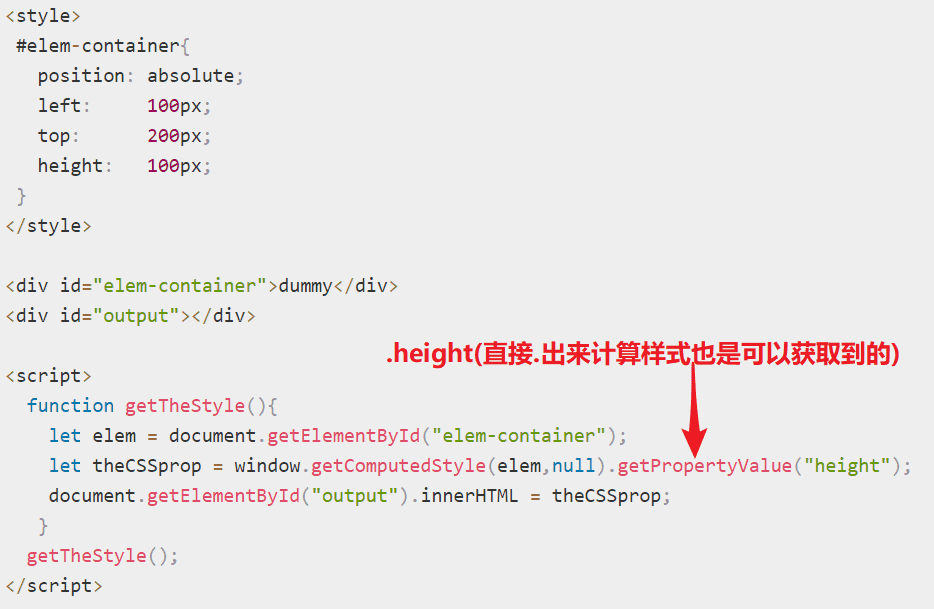 <style>
#elem-container{
position: absolute;
left: 100px;
top: 200px;
height: 100px;
}
</style>
<div id="elem-container">dummy</div>
<div id="output"></div>
.height(直接.出来计算样式也是可以获取到的)
<script>
function getTheStyle(){
let elem = document.getElementById("elem-container");
let theCSSprop = window.getComputedStyle(elem,null).getPropertyValue("height");
document.getElementById("output").innerHTML = theCSSprop;
}
getTheStyle();
</script>